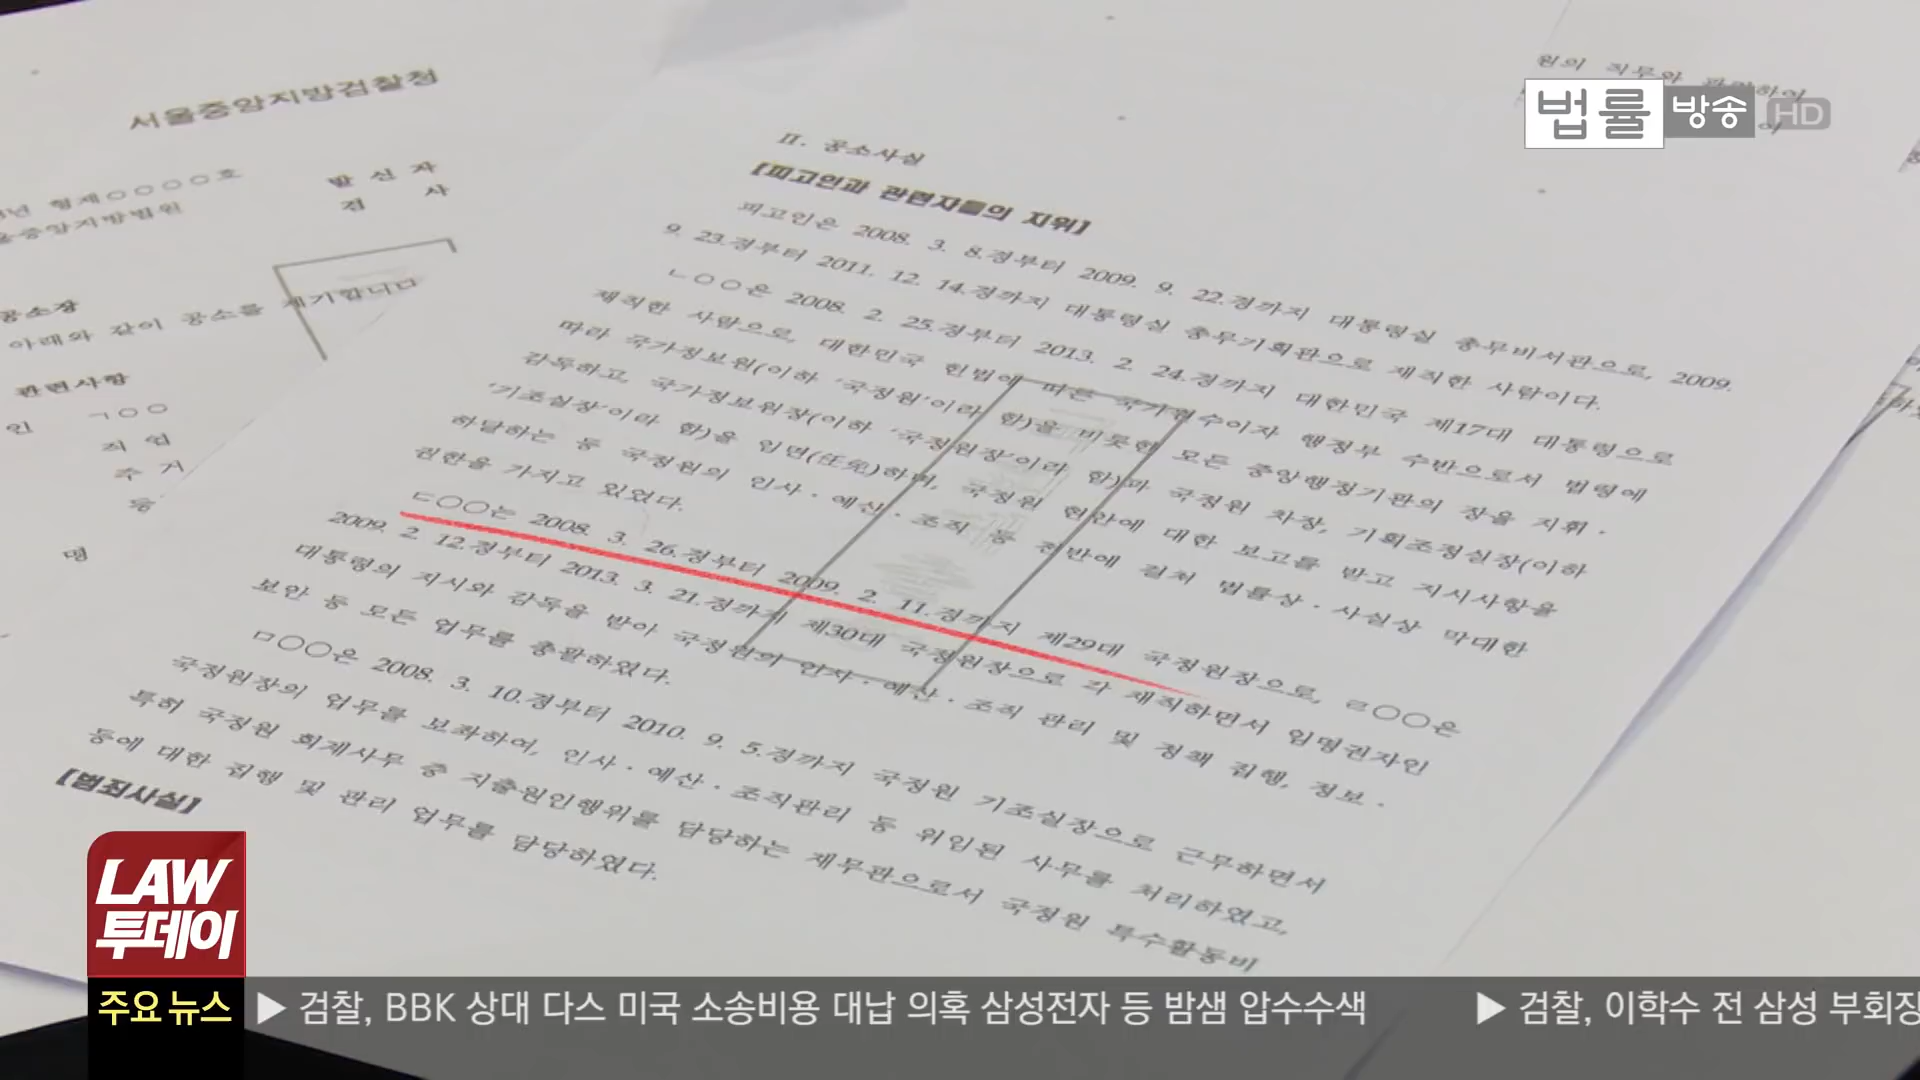 서울중앙지방검찰청
형제○○○○호
발 신 자
검 사
공소장
아래와 같이 공소를 제기합니다
관련사항
인 ㄱ○○
직 업
주 거
등
명
원의 직무와 관련하여
II. 공소사실
[피고인과 관련자들의 지위]
피고인은 2008. 3. 8.경부터 2009. 9. 22.경까지 대통령실 총무비서관으로, 2009.
9. 23.경부터 2011. 12. 14.경까지 대통령실 총무기획관으로 재직한 사람이다.
ㄴ○○은 2008. 2. 25.경부터 2013. 2. 24.경까지 대한민국 제17대 대통령으로
재직한 사람으로, 대한민국 헌법에 따른 국가원수이자 행정부 수반으로서 법령에
따라 국가정보원(이하 '국정원'이라 함)을 비롯한 모든 중앙행정기관의 장을 지휘·
감독하고, 국가정보원장(이하 '국정원장'이라 함)과 국정원 차장, 기획조정실장(이하
'기조실장'이라 함)을 임면(任免)하며, 국정원 현안에 대한 보고를 받고 지시사항을
하달하는 등 국정원의 인사·예산·조직 등 전반에 걸쳐 법률상·사실상 막대한
권한을 가지고 있었다.
ㄷ○○는 2008. 3. 26.경부터 2009. 2. 11.경까지 제29대 국정원장으로, ㄹ○○은
2009. 2. 12.경부터 2013. 3. 21.경까지 제30대 국정원장으로 각 재직하면서 임명권자인
대통령의 지시와 감독을 받아 국정원의 인사·예산·조직 관리 및 정책 집행, 정보·
보안 등 모든 업무를 총괄하였다.
ㅁ○○은 2008. 3. 10.경부터 2010. 9. 5.경까지 국정원 기조실장으로 근무하면서
국정원장의 업무를 보좌하여, 인사·예산·조직관리 등 위임된 사무를 처리하였고,
특히 국정원 회계사무 중 지출원인행위를 담당하는 재무관으로서 국정원 특수활동비
등에 대한 집행 및 관리 업무를 담당하였다.
[범죄사실]
법률방송 HD
LAW
투데이
주요뉴스 ▶ 검찰, BBK 상대 다스 미국 소송비용 대납 의혹 삼성전자 등 밤샘 압수수색 ▶ 검찰, 이학수 전 삼성 부회장